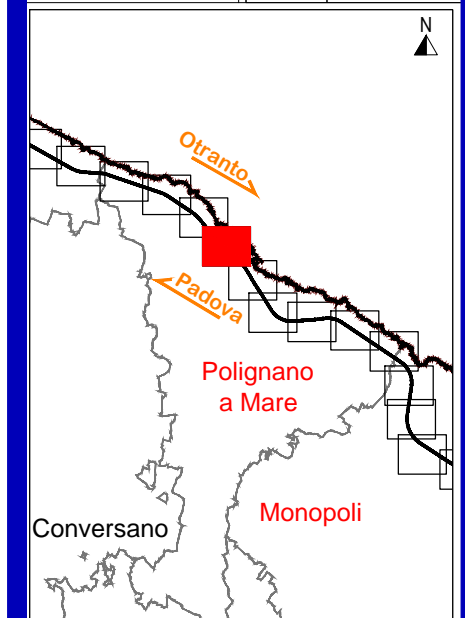 N
Otranto
Padova
Polignano
a Mare
Monopoli
Conversano